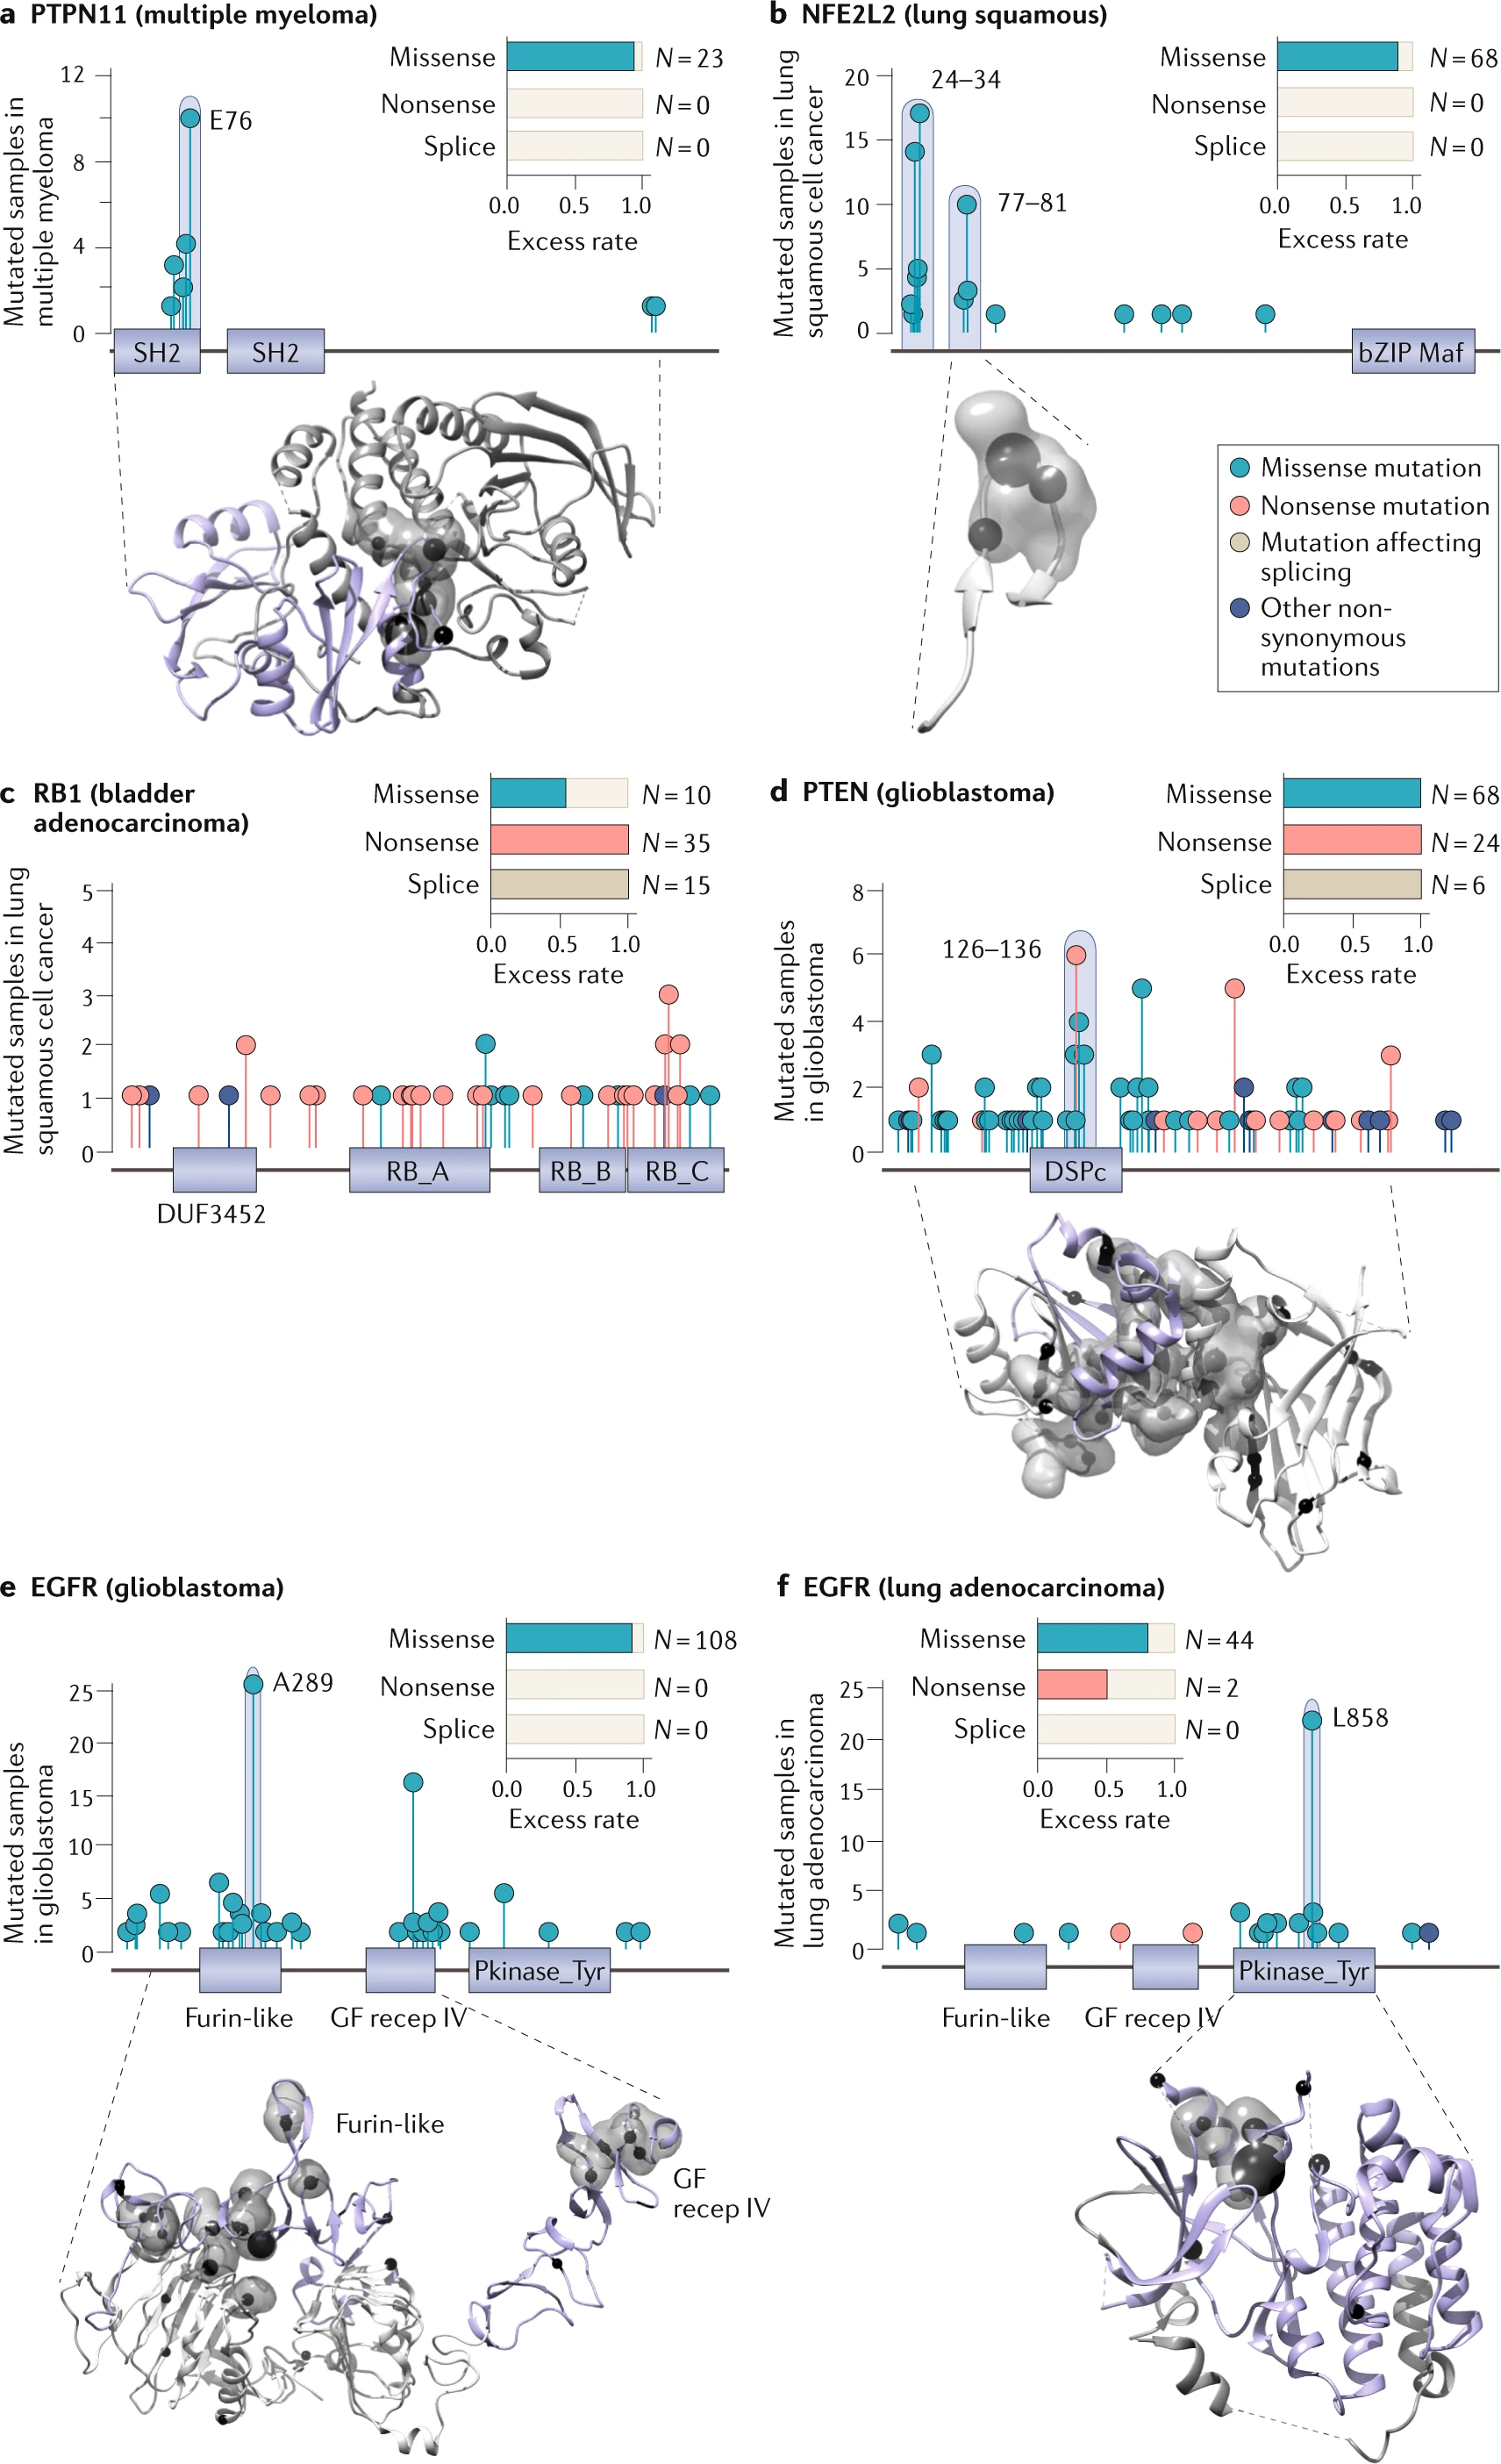 a PTPN11 (multiple myeloma)
Mutated samples in
multiple myeloma
12
8
4
0
E76
Missense
N = 23
Nonsense
N = 0
Splice
N = 0
0.0 0.5 1.0
Excess rate
SH2
SH2
b NFE2L2 (lung squamous)
Mutated samples in lung
squamous cell cancer
20
15
10
5
0
24–34
77–81
Missense
N = 68
Nonsense
N = 0
Splice
N = 0
0.0 0.5 1.0
Excess rate
bZIP Maf
Missense mutation
Nonsense mutation
Mutation affecting
splicing
Other non-
synonymous
mutations
c RB1 (bladder
adenocarcinoma)
Mutated samples in lung
squamous cell cancer
5
4
3
2
1
0
Missense
N = 10
Nonsense
N = 35
Splice
N = 15
0.0 0.5 1.0
Excess rate
DUF3452
RB_A
RB_B
RB_C
d PTEN (glioblastoma)
Mutated samples
in glioblastoma
8
6
4
2
0
126–136
Missense
N = 68
Nonsense
N = 24
Splice
N = 6
0.0 0.5 1.0
Excess rate
DSPc
e EGFR (glioblastoma)
Mutated samples
in glioblastoma
25
20
15
10
5
0
A289
Missense
N = 108
Nonsense
N = 0
Splice
N = 0
0.0 0.5 1.0
Excess rate
Pkinase_Tyr
Furin-like
GF recep IV
Furin-like
GF
recep IV
f EGFR (lung adenocarcinoma)
Mutated samples in
lung adenocarcinoma
25
20
15
10
5
0
Missense
N = 44
Nonsense
N = 2
Splice
N = 0
0.0 0.5 1.0
Excess rate
L858
Pkinase_Tyr
Furin-like
GF recep IV